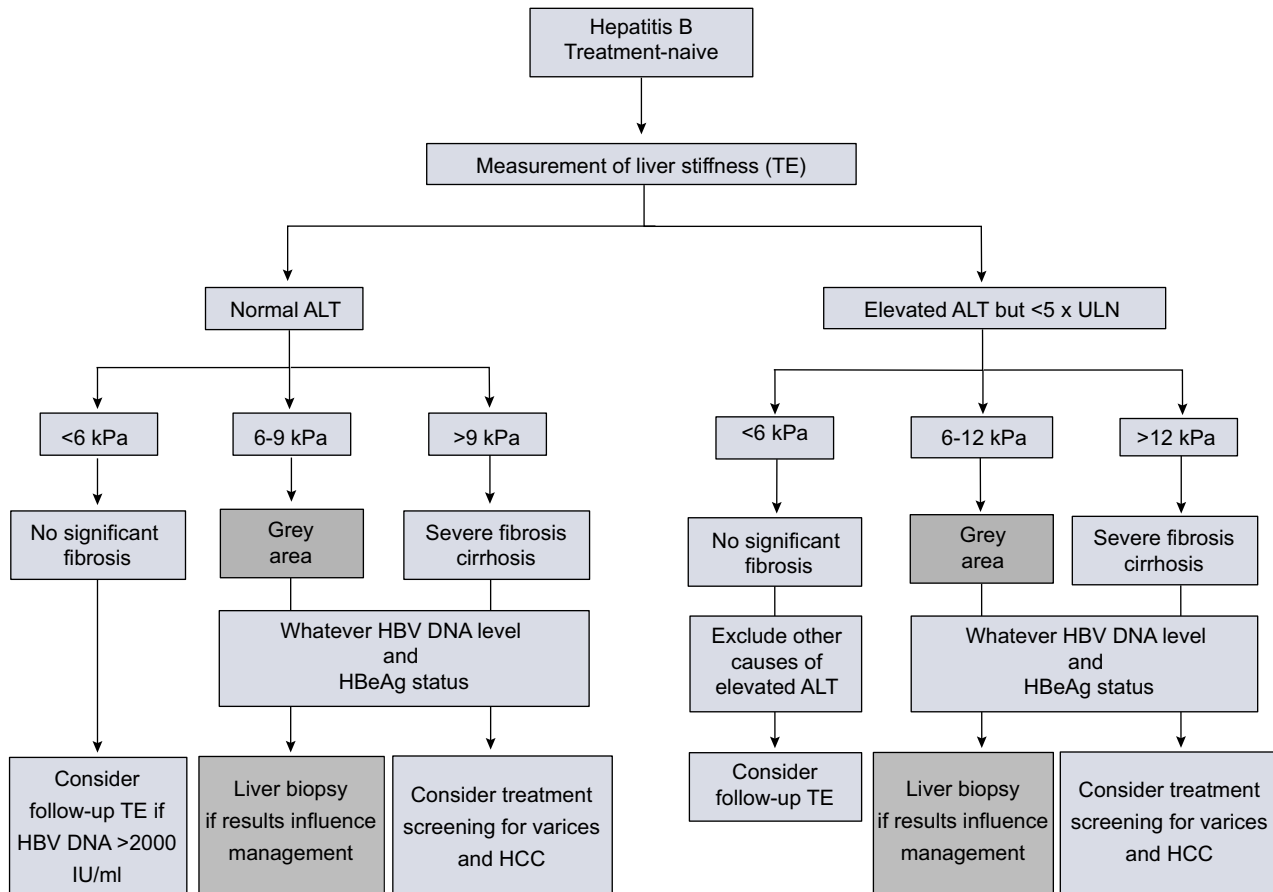 Hepatitis B
Treatment-naive
Measurement of liver stiffness (TE)
Normal ALT
Elevated ALT but <5 x ULN
<6 kPa
6-9 kPa
>9 kPa
<6 kPa
6-12 kPa
>12 kPa
No significant
fibrosis
Grey
area
Severe fibrosis
cirrhosis
No significant
fibrosis
Grey
area
Severe fibrosis
cirrhosis
Whatever HBV DNA level
and
HBeAg status
Exclude other
causes of
elevated ALT
Whatever HBV DNA level
and
HBeAg status
Consider
follow-up TE if
HBV DNA >2000
IU/ml
Liver biopsy
if results influence
management
Consider treatment
screening for varices
and HCC
Consider
follow-up TE
Liver biopsy
if results influence
management
Consider treatment
screening for varices
and HCC